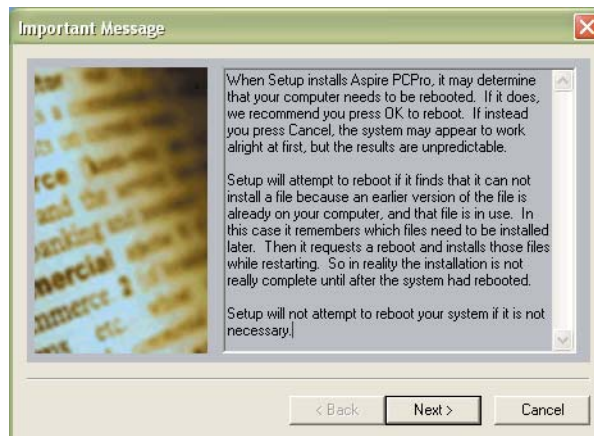 Important Message
When Setup installs Aspire PCPro, it may determine
that your computer needs to be rebooted. If it does,
we recommend you press OK to reboot. If instead
you press Cancel, the system may appear to work
alright at first, but the results are unpredictable.
Setup will attempt to reboot if it finds that it can not
install a file because an earlier version of the file is
already on your computer, and that file is in use. In
this case it remembers which files need to be installed
later. Then it requests a reboot and installs those files
while restarting. So in reality the installation is not
really complete until after the system had rebooted.
Setup will not attempt to reboot your system if it is not
necessary.
< Back
Next >
Cancel